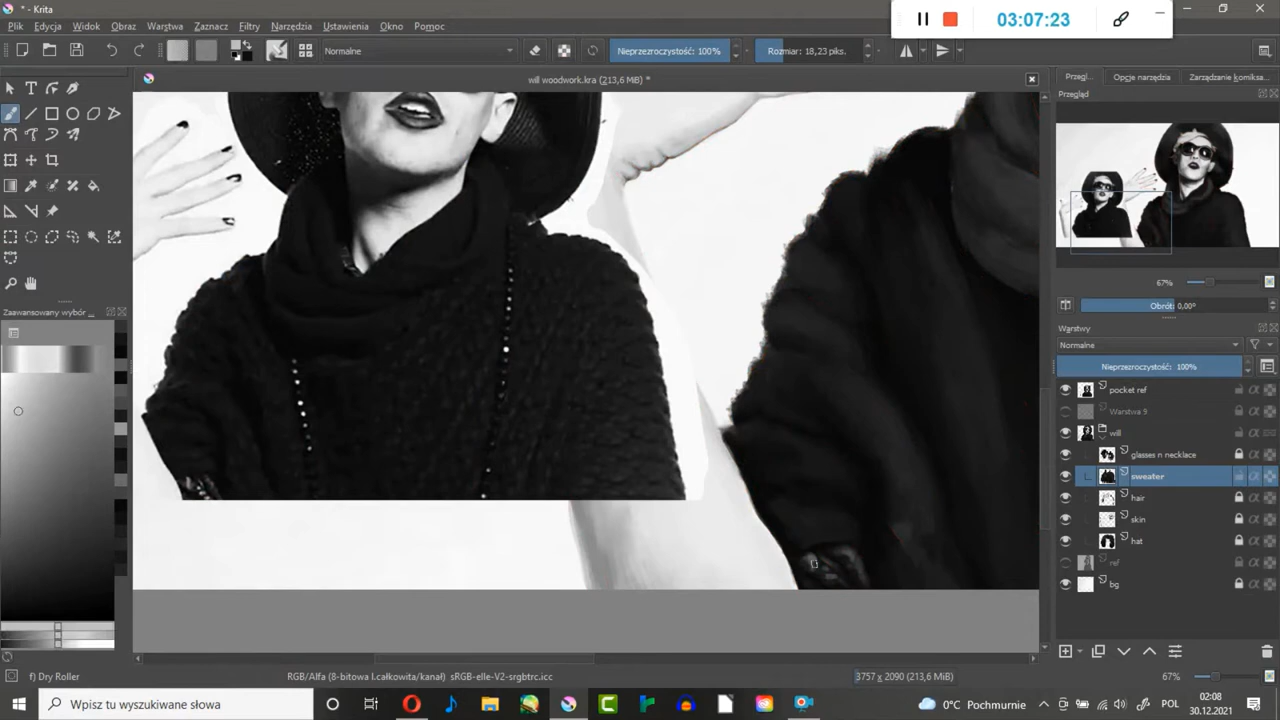 * - Krita
03:07:23
Plik Edycja Widok Obraz Warstwa Zaznacz Filtry Narzędzia Ustawienia Okno Pomoc
Normalne
Nieprzezroczystość: 100%
Rozmiar: 18,23 piks.
will woodwork.kra (213,6 MiB) *
Przegl...
Opcje narzędzia
Zarządzanie komiksa...
Przegląd
67%
Obrót: 0,00°
Warstwy
Normalne
Nieprzezroczystość: 100%
pocket ref
Warstwa 9
will
glasses n necklace
sweater
hair
skin
hat
ref
bg
Zaawansowany wybór ...
f) Dry Roller
RGB/Alfa (8-bitowa l.całkowita/kanał) sRGB-elle-V2-srgbtrc.icc
3757 x 2090 (213,6 MiB)
67%
Wpisz tu wyszukiwane słowa
0°C Pochmurnie
02:08
30.12.2021